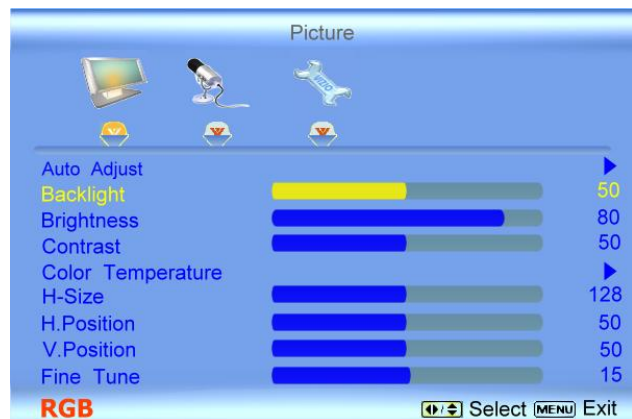 Picture
VIZIO
Auto Adjust
Backlight 50
Brightness 80
Contrast 50
Color Temperature
H-Size 128
H.Position 50
V.Position 50
Fine Tune 15
RGB / Select MENU Exit